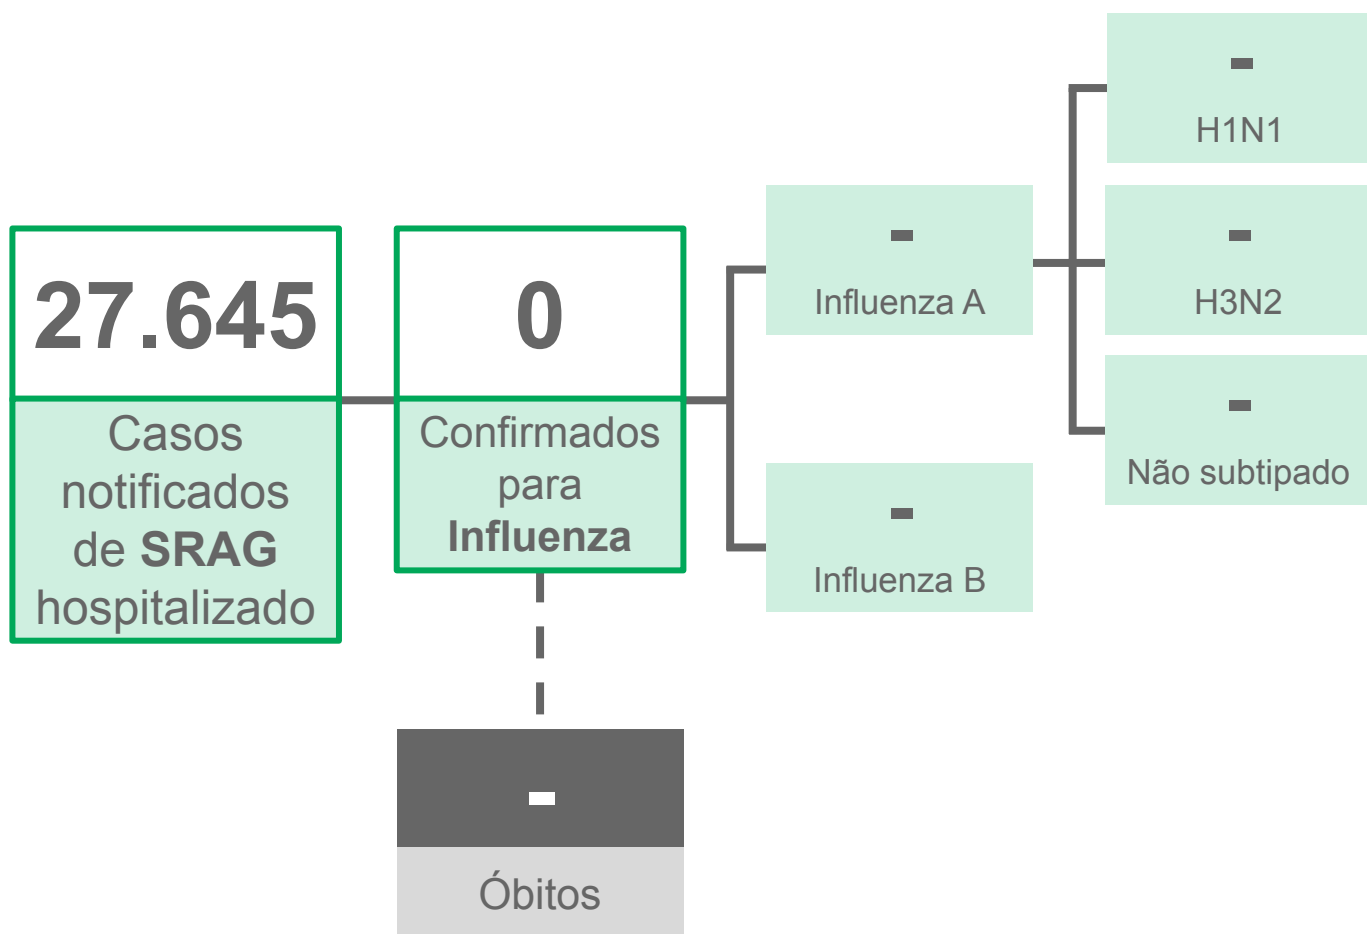 27.645
Casos
notificados
de SRAG
hospitalizado
0
Confirmados
para
Influenza
-
Óbitos
-
Influenza A
-
Influenza B
-
H1N1
-
H3N2
-
Não subtipado